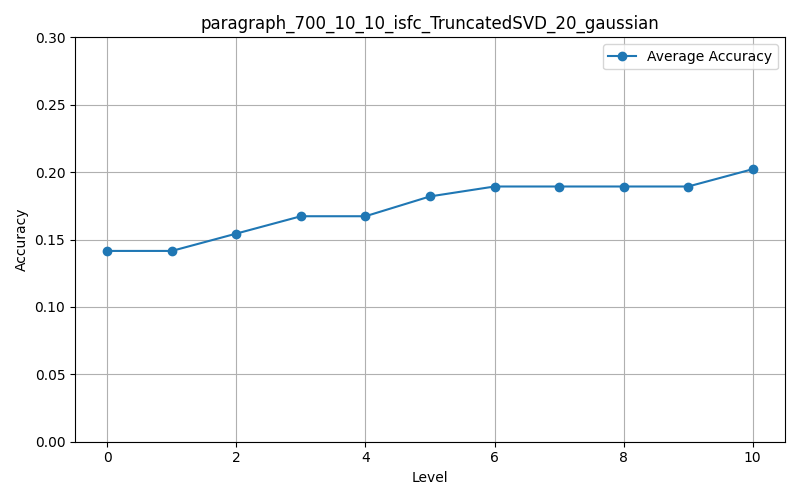 paragraph_700_10_10_isfc_TruncatedSVD_20_gaussian
Average Accuracy
0.30
0.25
0.20
0.15
0.10
0.05
0.00
Accuracy
0 2 4 6 8 10
Level